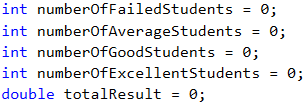 int numberOfFailedStudents = 0;
int numberOfAverageStudents = 0;
int numberOfGoodStudents = 0;
int numberOfExcellentStudents = 0;
double totalResult = 0;